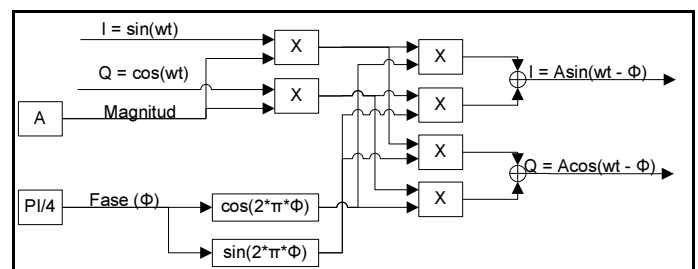 I = sin(wt)
X
X
I = Asin(wt - Φ)
Q = cos(wt)
X
X
A
Magnitud
X
Q = Acos(wt - Φ)
PI/4
Fase (Φ)
cos(2*π*Φ)
X
sin(2*π*Φ)